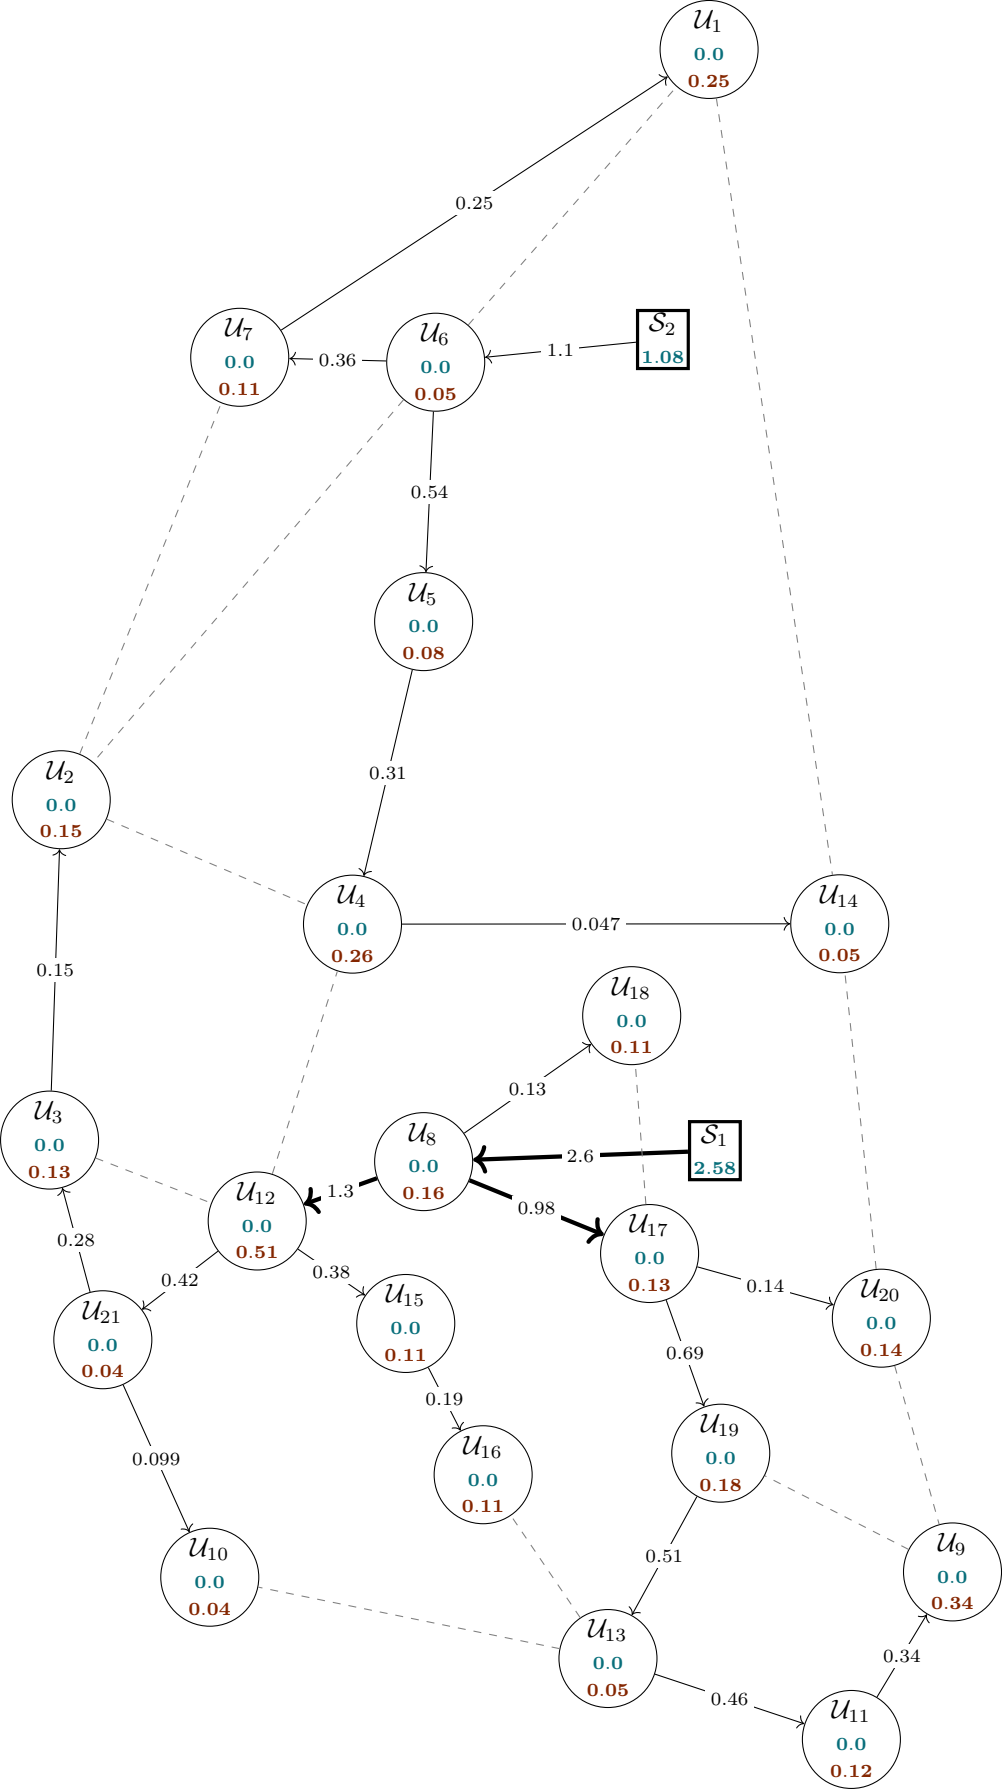 𝒰₁
0.0
0.25
0.25
𝒰₇
0.0
0.11
0.36
𝒰₆
0.0
0.05
1.1
𝒮₂
1.08
0.54
𝒰₅
0.0
0.08
0.31
𝒰₂
0.0
0.15
𝒰₄
0.0
0.26
0.047
𝒰₁₄
0.0
0.05
0.15
𝒰₁₈
0.0
0.11
0.13
𝒰₃
0.0
0.13
𝒰₈
0.0
0.16
2.6
𝒮₁
2.58
1.3
0.98
𝒰₁₂
0.0
0.51
𝒰₁₇
0.0
0.13
0.28
0.42
0.38
0.14
𝒰₂₁
0.0
0.04
𝒰₁₅
0.0
0.11
𝒰₂₀
0.0
0.14
0.69
0.19
𝒰₁₉
0.0
0.18
0.099
𝒰₁₆
0.0
0.11
0.51
𝒰₁₀
0.0
0.04
𝒰₉
0.0
0.34
𝒰₁₃
0.0
0.05
0.34
0.46
𝒰₁₁
0.0
0.12